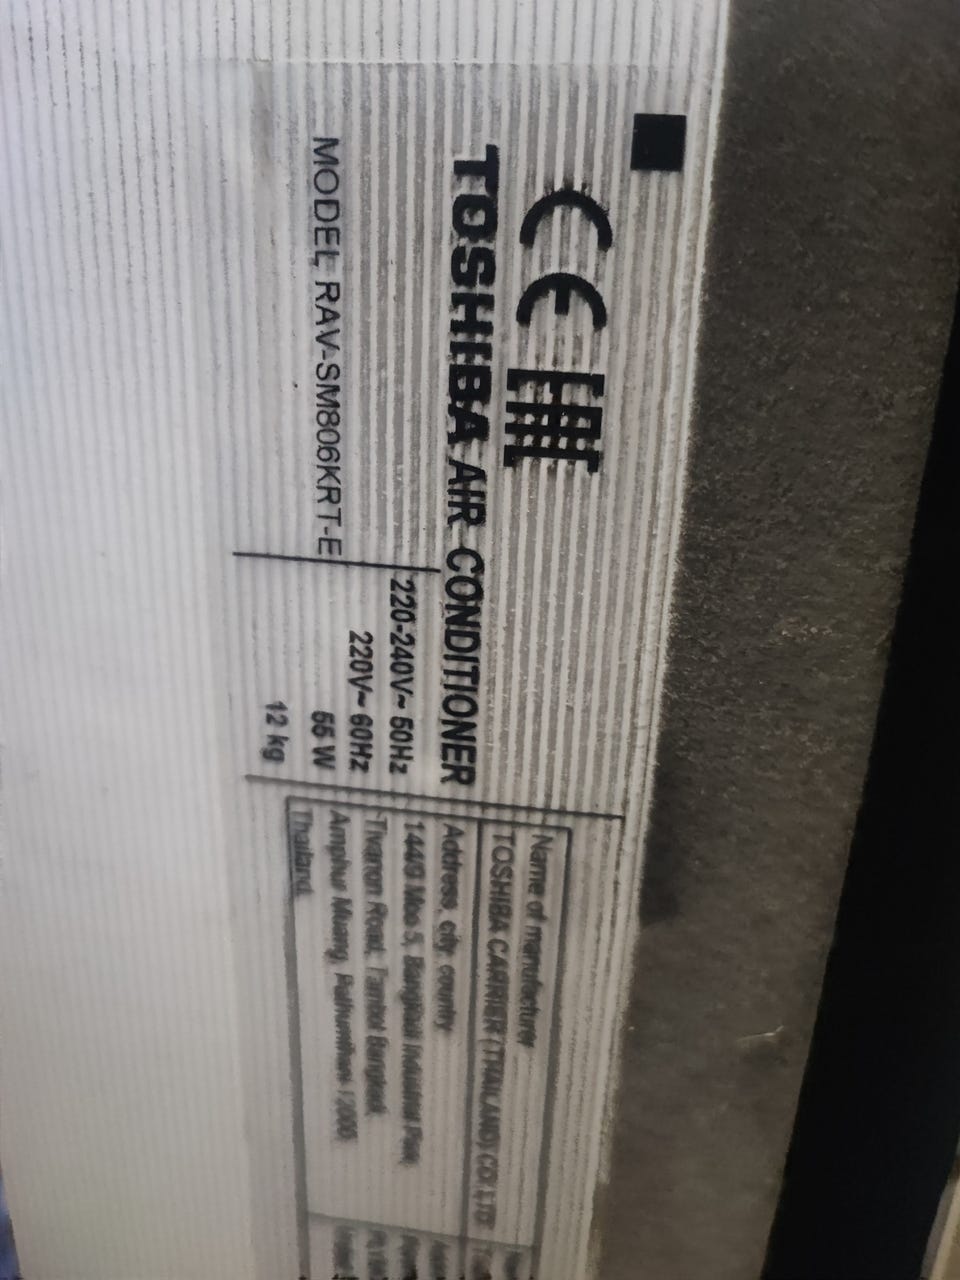 CE EAC
TOSHIBA AIR CONDITIONER
220-240V~ 50Hz
220V~ 60Hz
MODEL RAV-SM806KRT-E
55 W
12 kg
Name of manufacturer
TOSHIBA CARRIER (THAILAND) CO. LTD
Address, city, country
144/9 Moo 5, Bangkadi Industrial Park,
Tivanon Road, Tambol Bangkadi,
Amphur Muang, Pathumthani 12000,
Thailand.